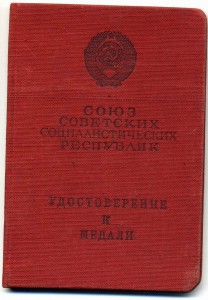 СОЮЗ
СОВЕТСКИХ
СОЦИАЛИСТИЧЕСКИХ
РЕСПУБЛИК
УДОСТОВЕРЕНИЕ
К
МЕДАЛИ